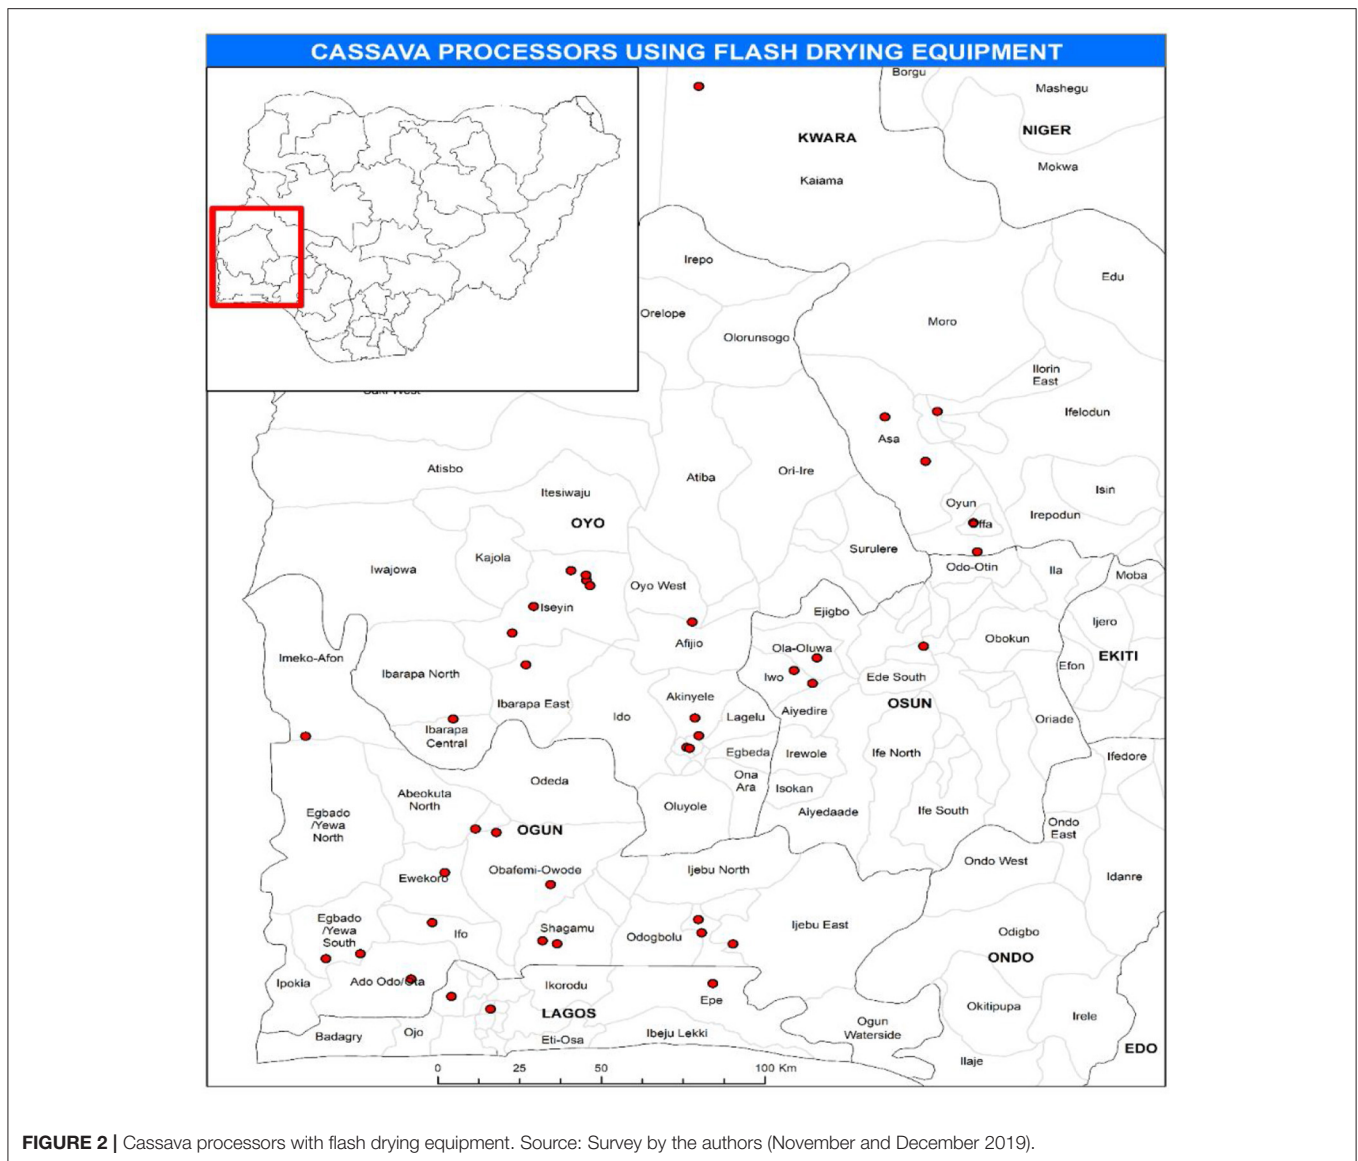 CASSAVA PROCESSORS USING FLASH DRYING EQUIPMENT
Borgu
Mashegu
NIGER
KWARA
Mokwa
Kaiama
Irepo
Edu
Orelope
Moro
Olorunsogo
Ilorin
East
Ifelodun
Asa
Atisbo
Ori-Ire
Atiba
Isin
Itesiwaju
Oyun
Irepodun
OYO
Surulere
Kajola
Iwajowa
Odo-Otin
Ila
Moba
Oyo West
Iseyin
Ejigbo
Ijero
Obokun
Afijio
Ola-Oluwa
Imeko-Afon
EKITI
Efon
Ibarapa North
Iwo
Ede South
Akinyele
Ibarapa East
OSUN
Aiyedire
Ido
Lagelu
Oriade
Ibarapa
Central
Egbeda
Irewole
Ife North
Ifedore
Odeda
Ona
Ara
Isokan
Abeokuta
North
Oluyole
Aiyedaade
Ife South
Egbado
/Yewa
North
Ondo
East
OGUN
Ondo West
Obafemi-Owode
Ijebu North
Ewekoro
Idanre
Egbado
/Yewa
South
Ijebu East
Shagamu
Ifo
Odogbolu
Odigbo
ONDO
Ado Odo/Ota
Ipokia
Ikorodu
Epe
Okitipupa
LAGOS
Irele
Ogun
Waterside
Ojo
Ibeju Lekki
Badagry
Eti-Osa
EDO
Ilaje
0 25 50 100 Km
FIGURE 2 | Cassava processors with flash drying equipment. Source: Survey by the authors (November and December 2019).